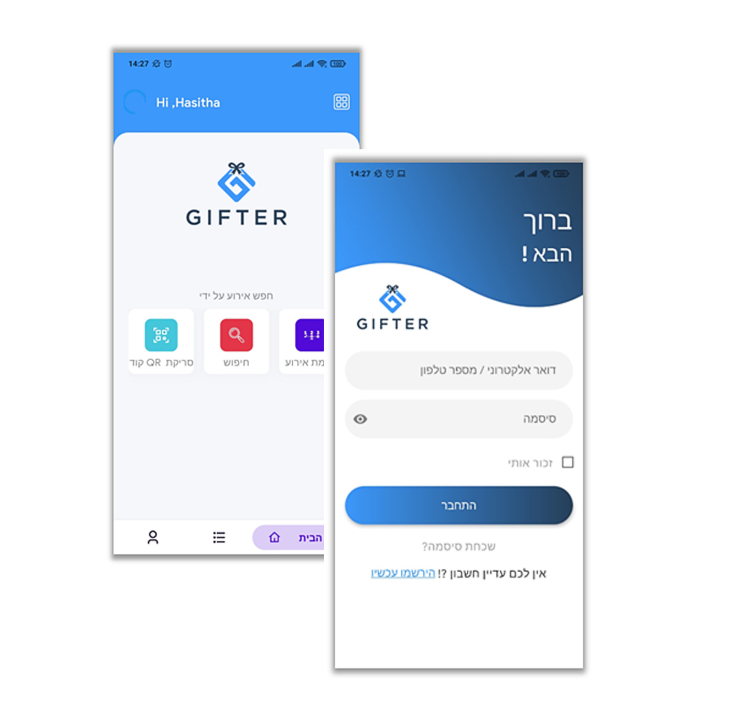 14:27
Hi ,Hasitha
GIFTER
חפש אירוע על ידי
סריקת QR קוד
חיפוש
מת אירוע
הבית
14:27
ברוך
הבא !
GIFTER
דואר אלקטרוני / מספר טלפון
סיסמה
זכור אותי
התחבר
שכחת סיסמה?
אין לכם עדיין חשבון ?! הירשמו עכשיו